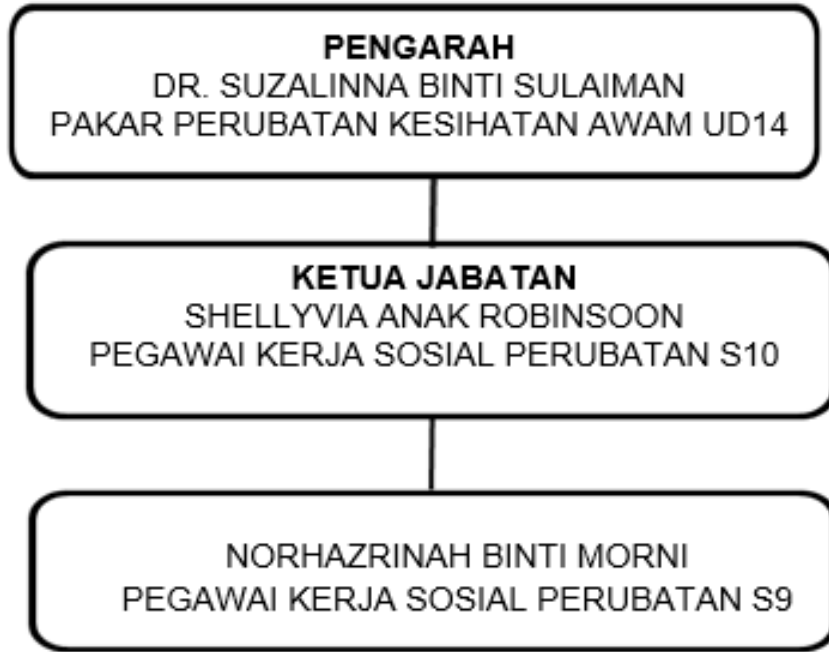 PENGARAH
DR. SUZALINNA BINTI SULAIMAN
PAKAR PERUBATAN KESIHATAN AWAM UD14
KETUA JABATAN
SHELLYVIA ANAK ROBINSOON
PEGAWAI KERJA SOSIAL PERUBATAN S10
NORHAZRINAH BINTI MORNI
PEGAWAI KERJA SOSIAL PERUBATAN S9